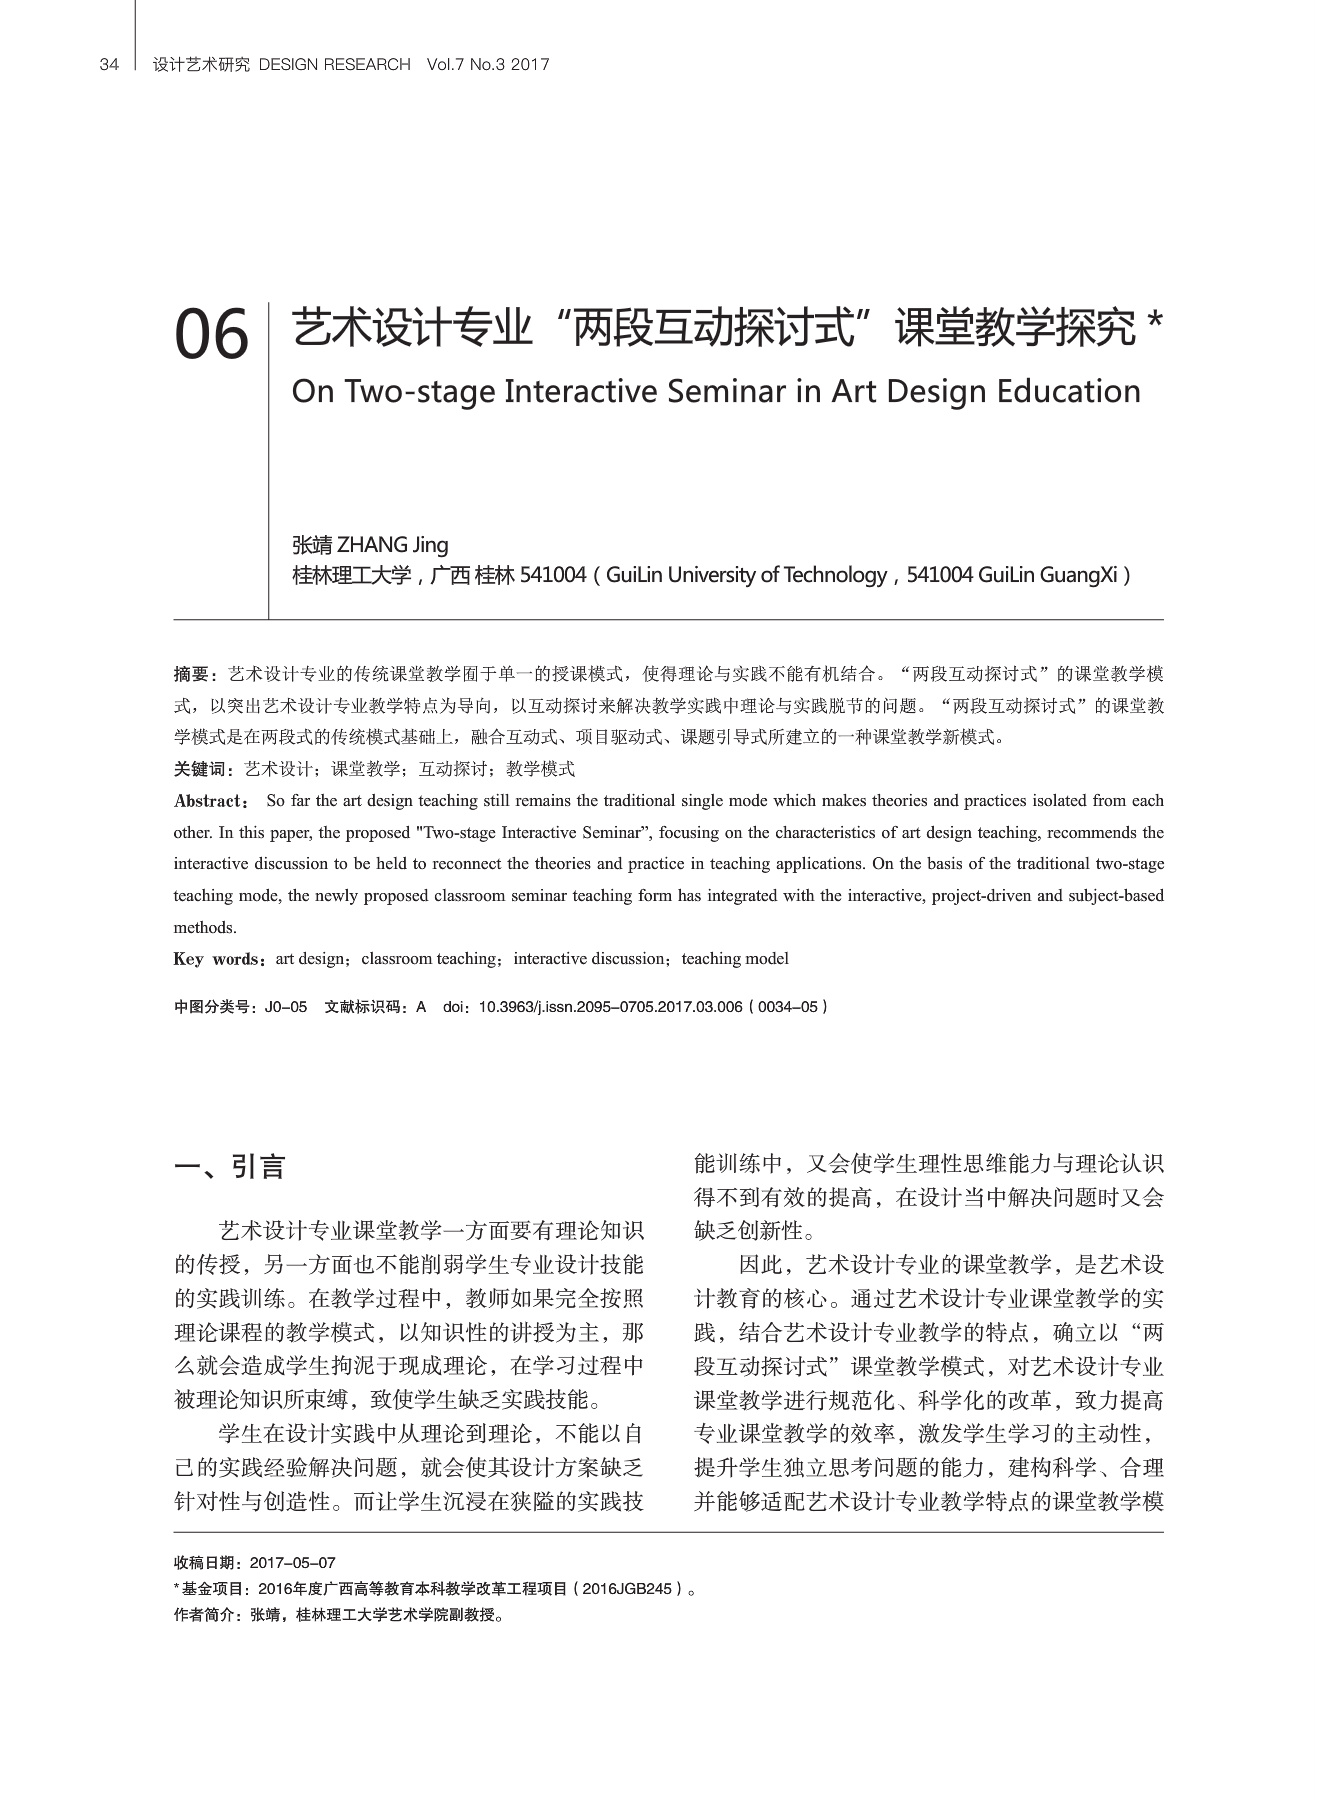 34 设计艺术研究 DESIGN RESEARCH Vol.7 No.3 2017
06
艺术设计专业“两段互动探讨式”课堂教学探究 *
On Two-stage Interactive Seminar in Art Design Education
张靖 ZHANG Jing
桂林理工大学，广西 桂林 541004（GuiLin University of Technology，541004 GuiLin GuangXi）
摘要：艺术设计专业的传统课堂教学囿于单一的授课模式，使得理论与实践不能有机结合。“两段互动探讨式”的课堂教学模
式，以突出艺术设计专业教学特点为导向，以互动探讨来解决教学实践中理论与实践脱节的问题。“两段互动探讨式”的课堂教
学模式是在两段式的传统模式基础上，融合互动式、项目驱动式、课题引导式所建立的一种课堂教学新模式。
关键词：艺术设计；课堂教学；互动探讨；教学模式
Abstract： So far the art design teaching still remains the traditional single mode which makes theories and practices isolated from each
other. In this paper, the proposed "Two-stage Interactive Seminar”, focusing on the characteristics of art design teaching, recommends the
interactive discussion to be held to reconnect the theories and practice in teaching applications. On the basis of the traditional two-stage
teaching mode, the newly proposed classroom seminar teaching form has integrated with the interactive, project-driven and subject-based
methods.
Key words：art design；classroom teaching；interactive discussion；teaching model
中图分类号：J0-05 文献标识码：A doi：10.3963/j.issn.2095-0705.2017.03.006（0034-05）
一、引言
艺术设计专业课堂教学一方面要有理论知识
的传授，另一方面也不能削弱学生专业设计技能
的实践训练。在教学过程中，教师如果完全按照
理论课程的教学模式，以知识性的讲授为主，那
么就会造成学生拘泥于现成理论，在学习过程中
被理论知识所束缚，致使学生缺乏实践技能。
学生在设计实践中从理论到理论，不能以自
己的实践经验解决问题，就会使其设计方案缺乏
针对性与创造性。而让学生沉浸在狭隘的实践技
能训练中，又会使学生理性思维能力与理论认识
得不到有效的提高，在设计当中解决问题时又会
缺乏创新性。
因此，艺术设计专业的课堂教学，是艺术设
计教育的核心。通过艺术设计专业课堂教学的实
践，结合艺术设计专业教学的特点，确立以“两
段互动探讨式”课堂教学模式，对艺术设计专业
课堂教学进行规范化、科学化的改革，致力提高
专业课堂教学的效率，激发学生学习的主动性，
提升学生独立思考问题的能力，建构科学、合理
并能够适配艺术设计专业教学特点的课堂教学模
收稿日期：2017-05-07
* 基金项目：2016年度广西高等教育本科教学改革工程项目（2016JGB245）。
作者简介：张靖，桂林理工大学艺术学院副教授。